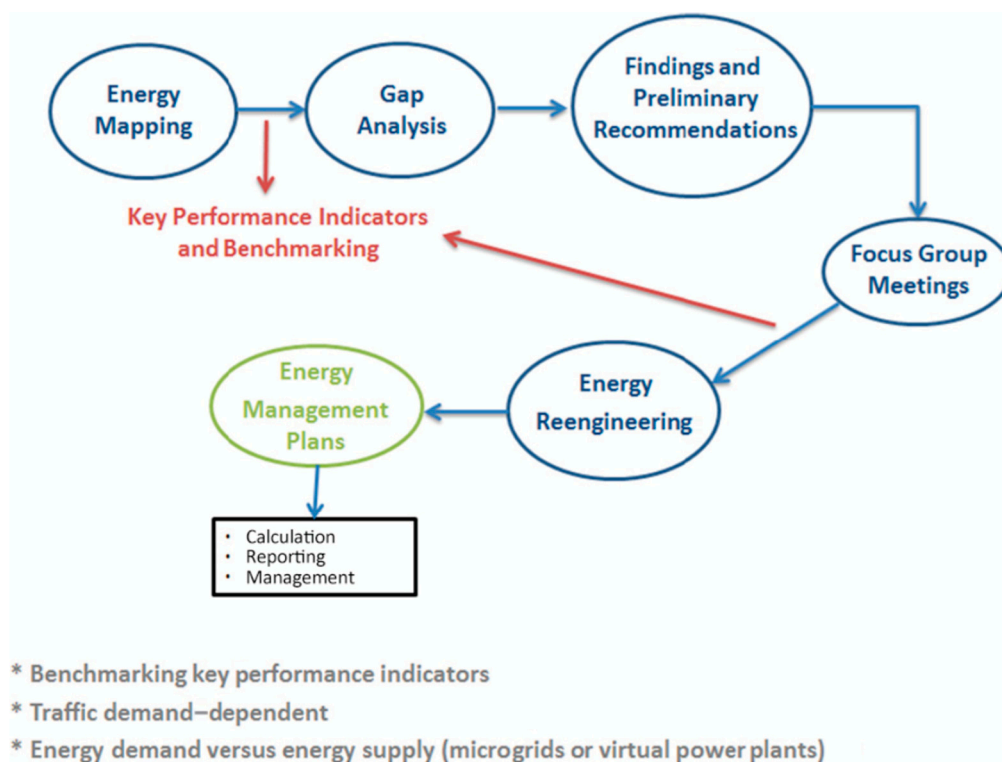 Energy
Mapping
Gap
Analysis
Findings and
Preliminary
Recommendations
Key Performance Indicators
and Benchmarking
Focus Group
Meetings
Energy
Reengineering
Energy
Management
Plans
• Calculation
• Reporting
• Management
* Benchmarking key performance indicators
* Traffic demand–dependent
* Energy demand versus energy supply (microgrids or virtual power plants)